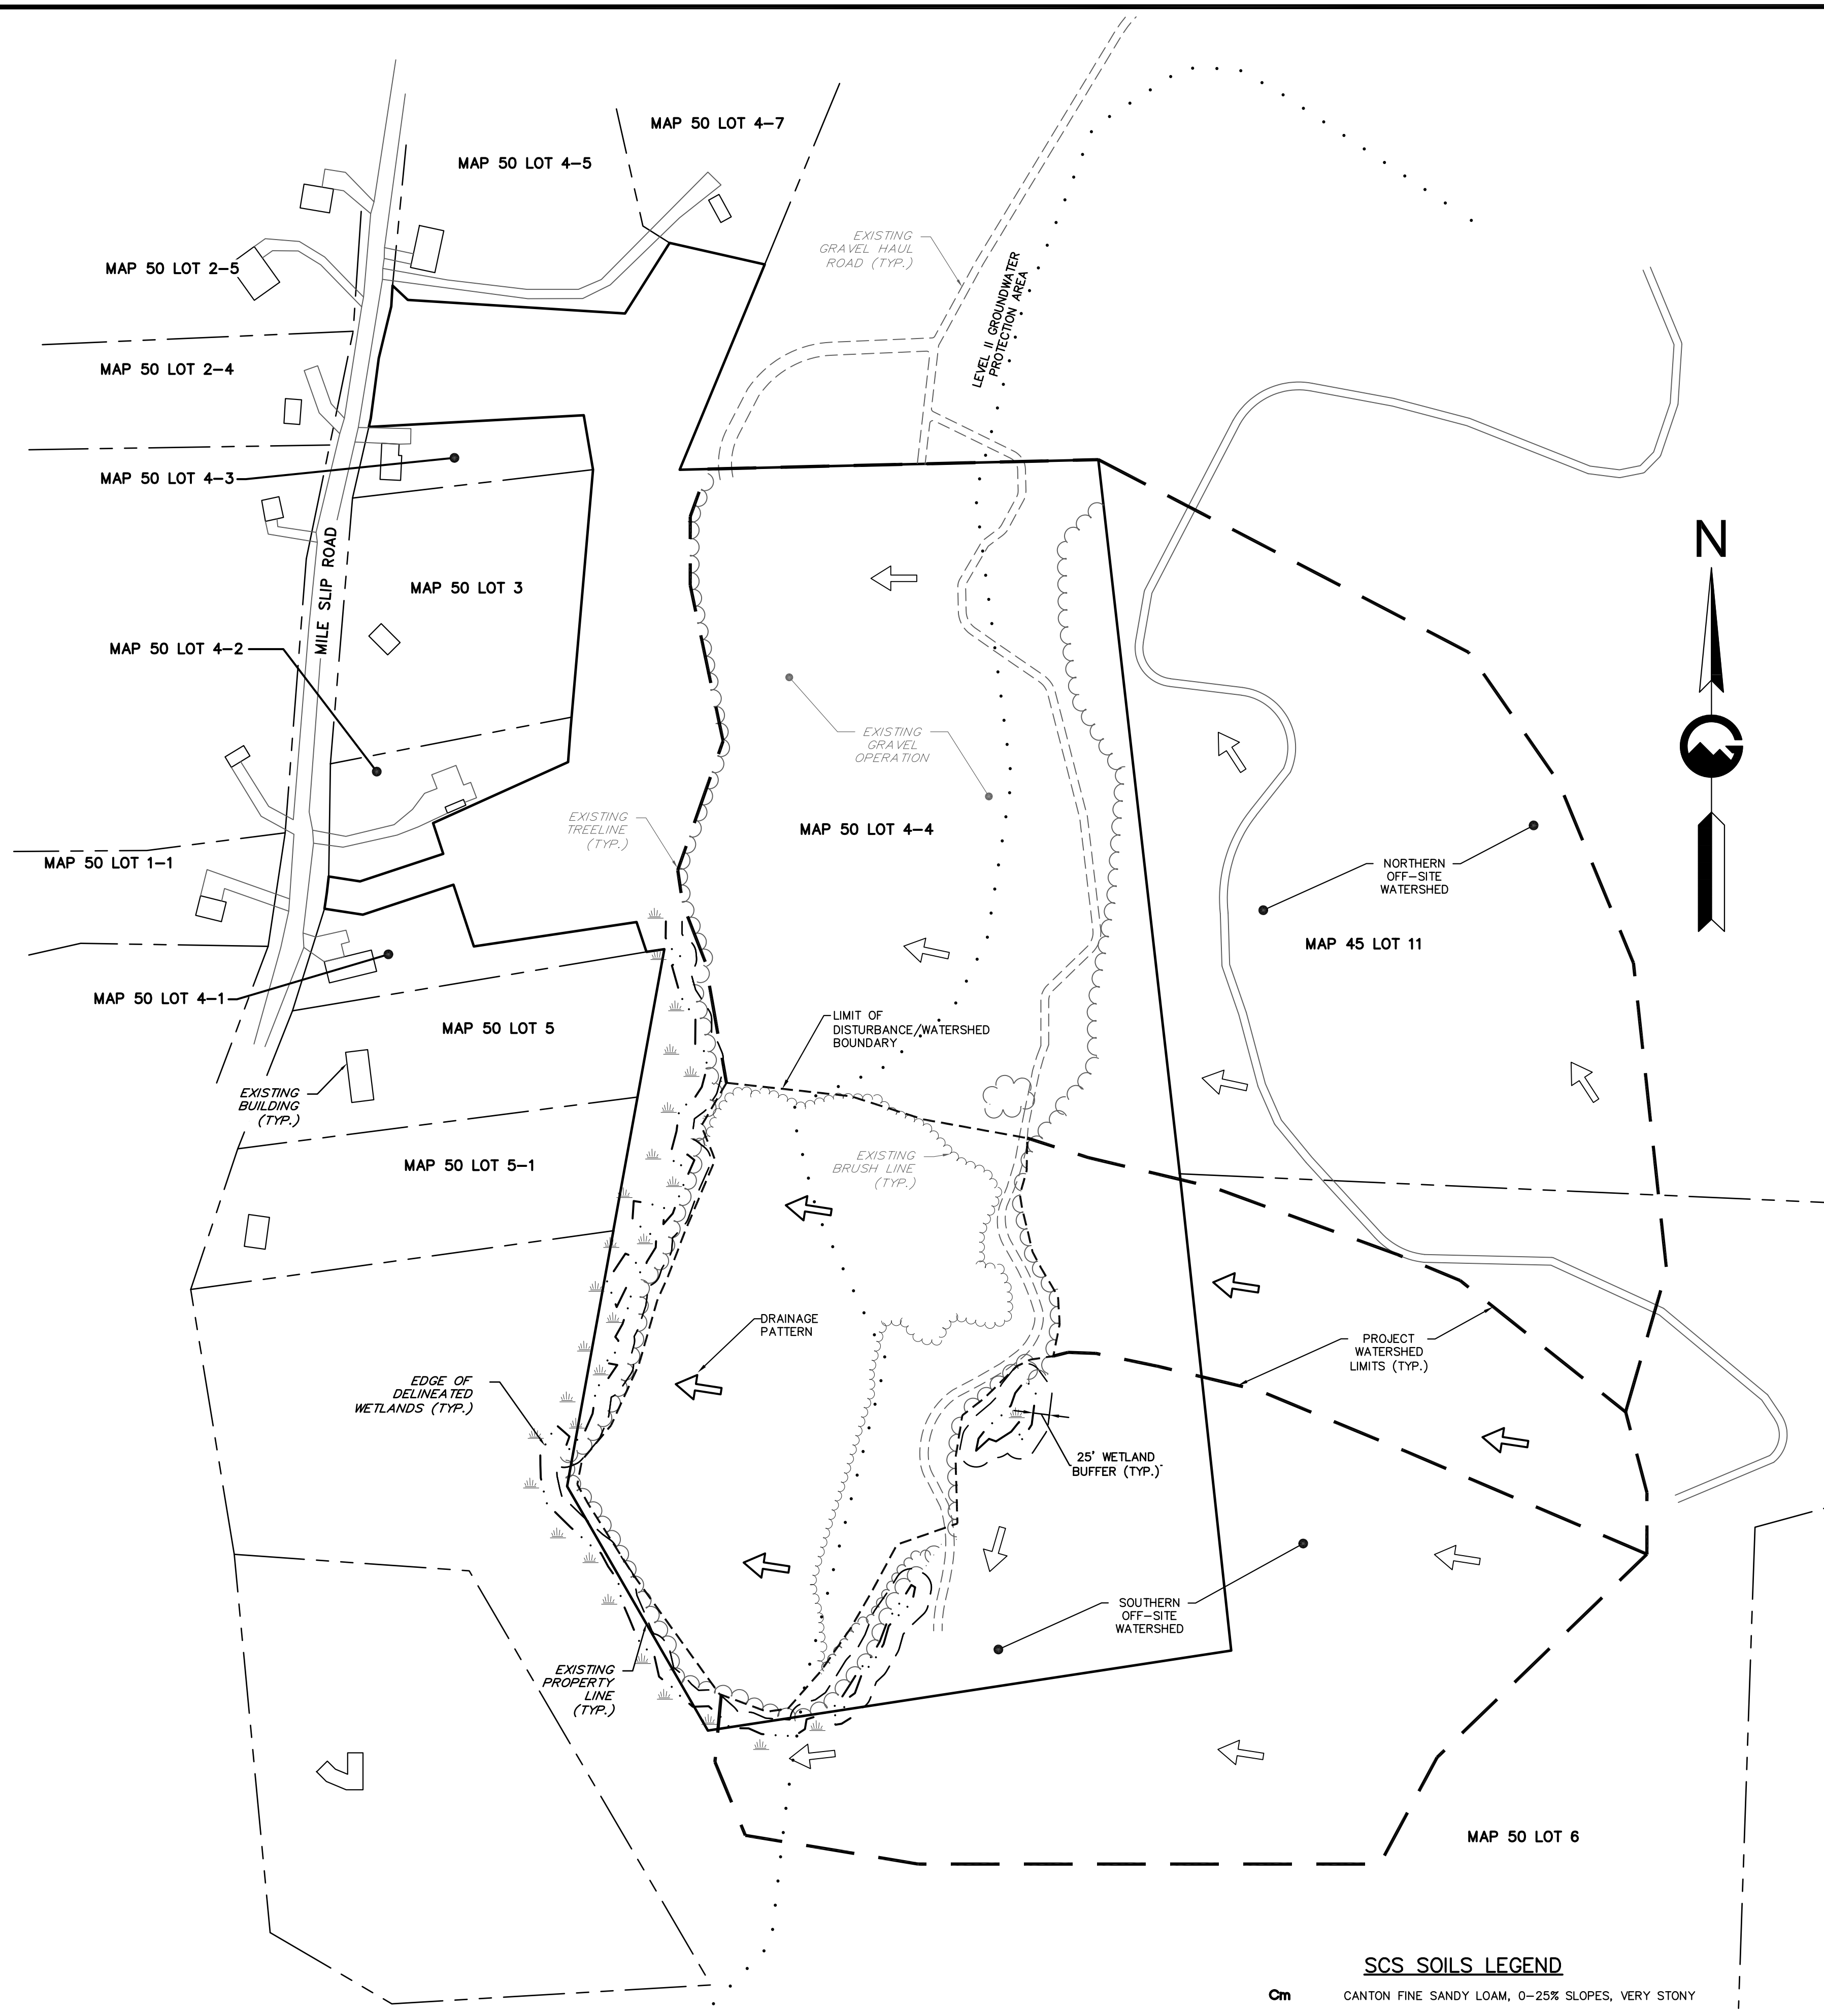 MAP 50 LOT 4-7
MAP 50 LOT 4-5
EXISTING
GRAVEL HAUL
ROAD (TYP.)
LEVEL II GROUNDWATER
PROTECTION AREA
MAP 50 LOT 2-5
MAP 50 LOT 2-4
MAP 50 LOT 4-3
MILE SLIP ROAD
N
MAP 50 LOT 3
MAP 50 LOT 4-2
EXISTING
GRAVEL
OPERATION
EXISTING
TREELINE
(TYP.)
MAP 50 LOT 4-4
MAP 50 LOT 1-1
NORTHERN
OFF-SITE
WATERSHED
MAP 45 LOT 11
MAP 50 LOT 4-1
MAP 50 LOT 5
LIMIT OF
DISTURBANCE/WATERSHED
BOUNDARY
EXISTING
BUILDING
(TYP.)
MAP 50 LOT 5-1
EXISTING
BRUSH LINE
(TYP.)
DRAINAGE
PATTERN
PROJECT
WATERSHED
LIMITS (TYP.)
EDGE OF
DELINEATED
WETLANDS (TYP.)
25' WETLAND
BUFFER (TYP.)
SOUTHERN
OFF-SITE
WATERSHED
EXISTING
PROPERTY
LINE
(TYP.)
MAP 50 LOT 6
SCS SOILS LEGEND
Cm CANTON FINE SANDY LOAM, 0-25% SLOPES, VERY STONY